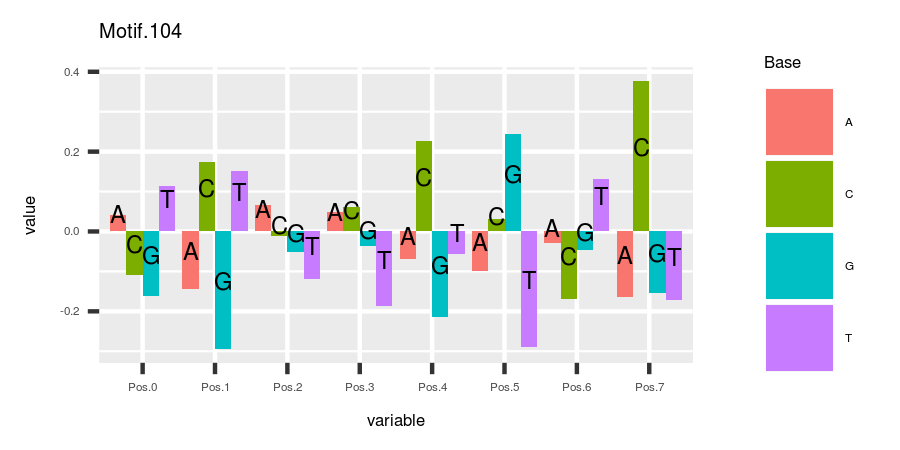 Motif.104
Base
0.4
0.2
0.0
-0.2
value
A C G T A C G T A C G T A C G T A C G T A C G T A C G T A C G T
Pos.0 Pos.1 Pos.2 Pos.3 Pos.4 Pos.5 Pos.6 Pos.7
variable
A
C
G
T